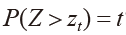 P(Z > z_t) = t